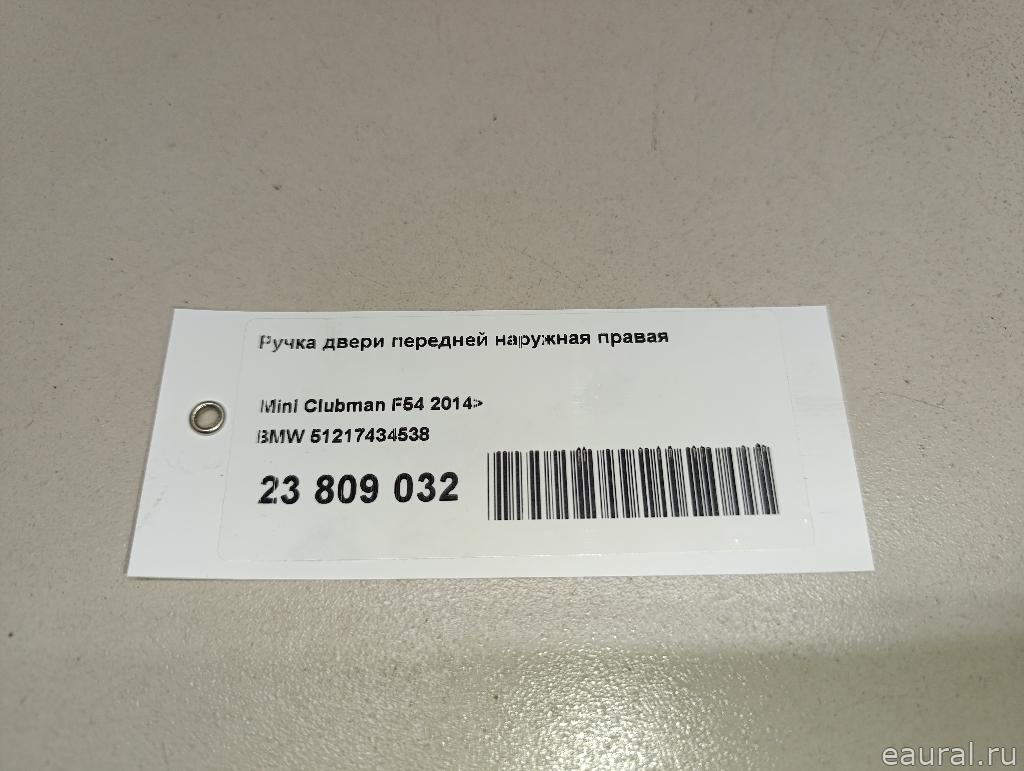 Ручка двери передней наружная правая
Mini Clubman F54 2014>
BMW 51217434538
23 809 032
eaural.ru